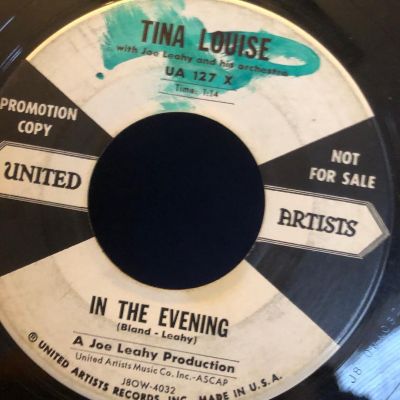 TINA LOUISE
with Joe Leahy and his orchestra
UA 127 X
Time: 1:14
PROMOTION
COPY
NOT
FOR SALE
UNITED
ARTISTS
IN THE EVENING
(Bland - Leahy)
A Joe Leahy Production
United Artists Music Co. Inc.-ASCAP
J8OW-4032
® UNITED ARTISTS RECORDS, INC. MADE IN U.S.A.